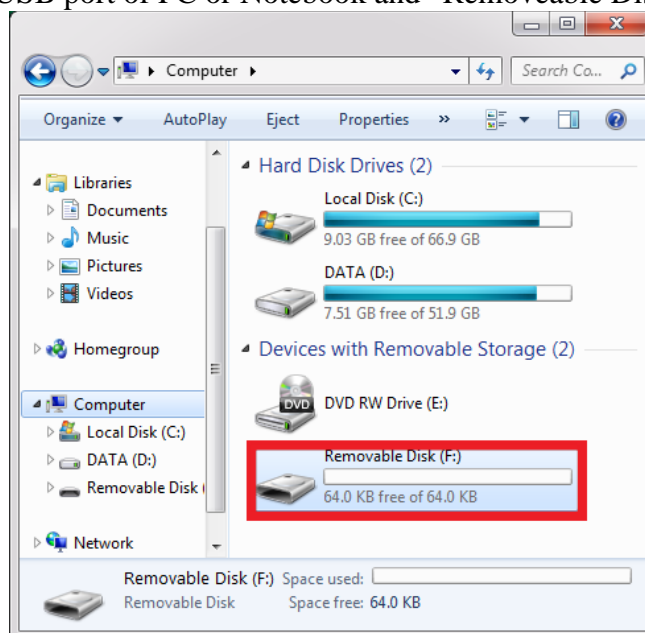 USB port of PC or Notebook and "Removeable Dis
Computer
Search Co...
Organize AutoPlay Eject Properties »
Libraries
Documents
Music
Pictures
Videos
Homegroup
Computer
Local Disk (C:)
DATA (D:)
Removable Disk (
Network
Hard Disk Drives (2)
Local Disk (C:)
9.03 GB free of 66.9 GB
DATA (D:)
7.51 GB free of 51.9 GB
Devices with Removable Storage (2)
DVD
DVD RW Drive (E:)
Removable Disk (F:)
64.0 KB free of 64.0 KB
Removable Disk (F:) Space used:
Removable Disk Space free: 64.0 KB